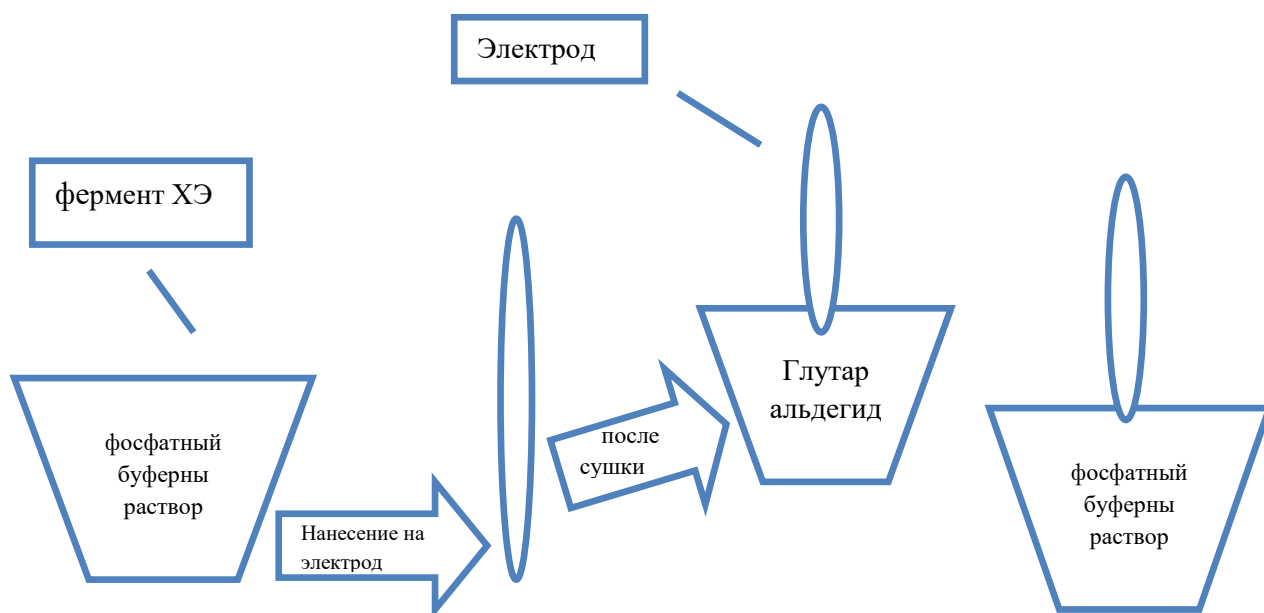 Электрод
фермент ХЭ
фосфатный
буферны
раствор
Нанесение на
электрод
после
сушки
Глутар
альдегид
фосфатный
буферны
раствор